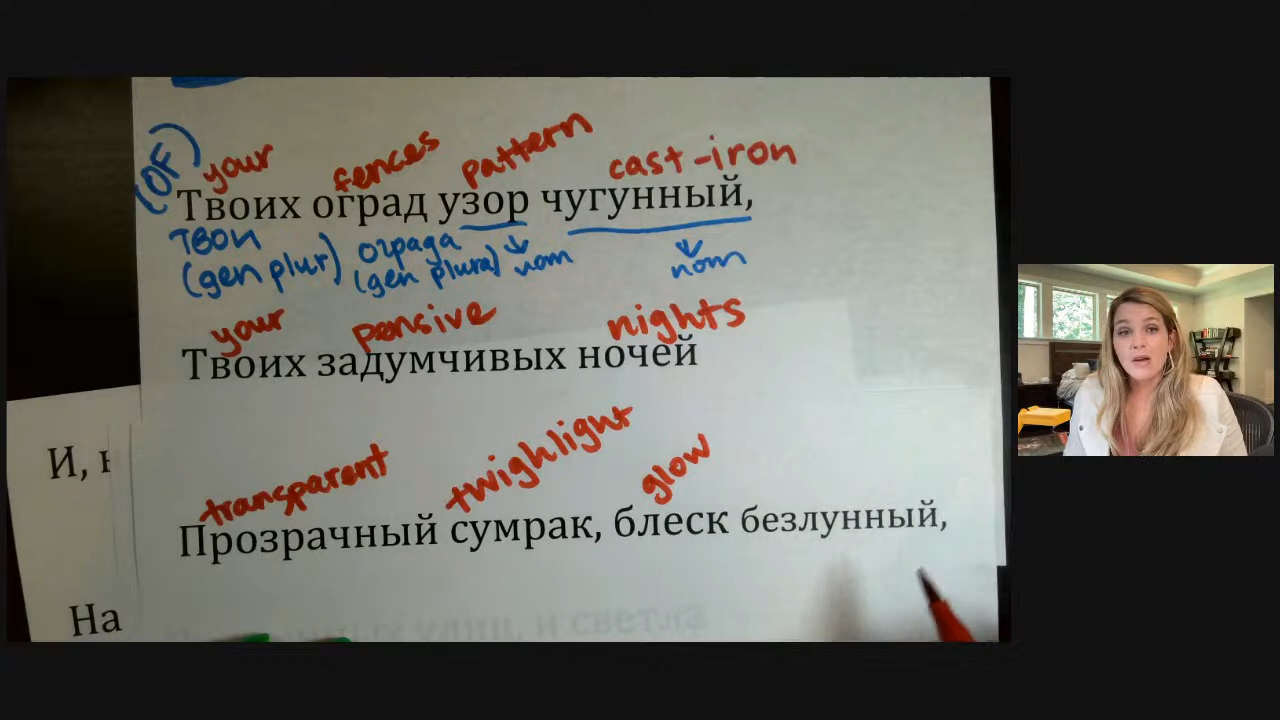 (OF) your fences pattern cast-iron
Твоих оград узор чугунный,
твои ограда nom nom
(gen plur) (gen plural)
your pensive nights
Твоих задумчивых ночей
transparent twighlight glow
Прозрачный сумрак, блеск безлунный,
И,
На